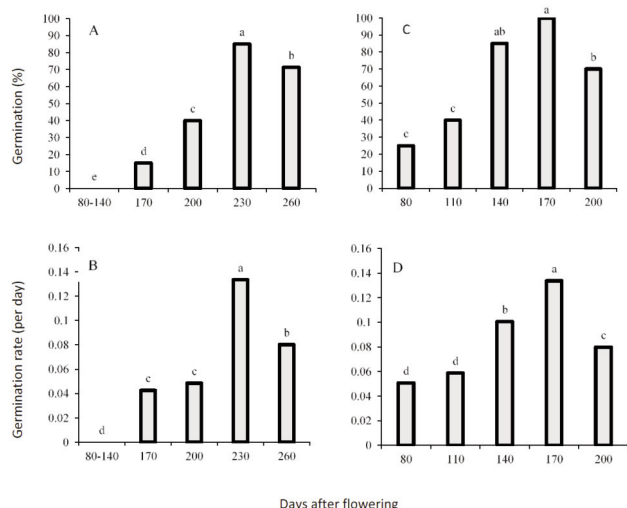 A
Germination (%)
100
90
80
70
60
50
40
30
20
10
0
e
d
c
a
b
80-140 170 200 230 260
C
100
90
80
70
60
50
40
30
20
10
0
c
c
ab
a
b
80 110 140 170 200
B
Germination rate (per day)
0.16
0.14
0.12
0.1
0.08
0.06
0.04
0.02
0
d
c
c
a
b
80-140 170 200 230 260
D
0.16
0.14
0.12
0.1
0.08
0.06
0.04
0.02
0
d
d
b
a
c
80 110 140 170 200
Days after flowering